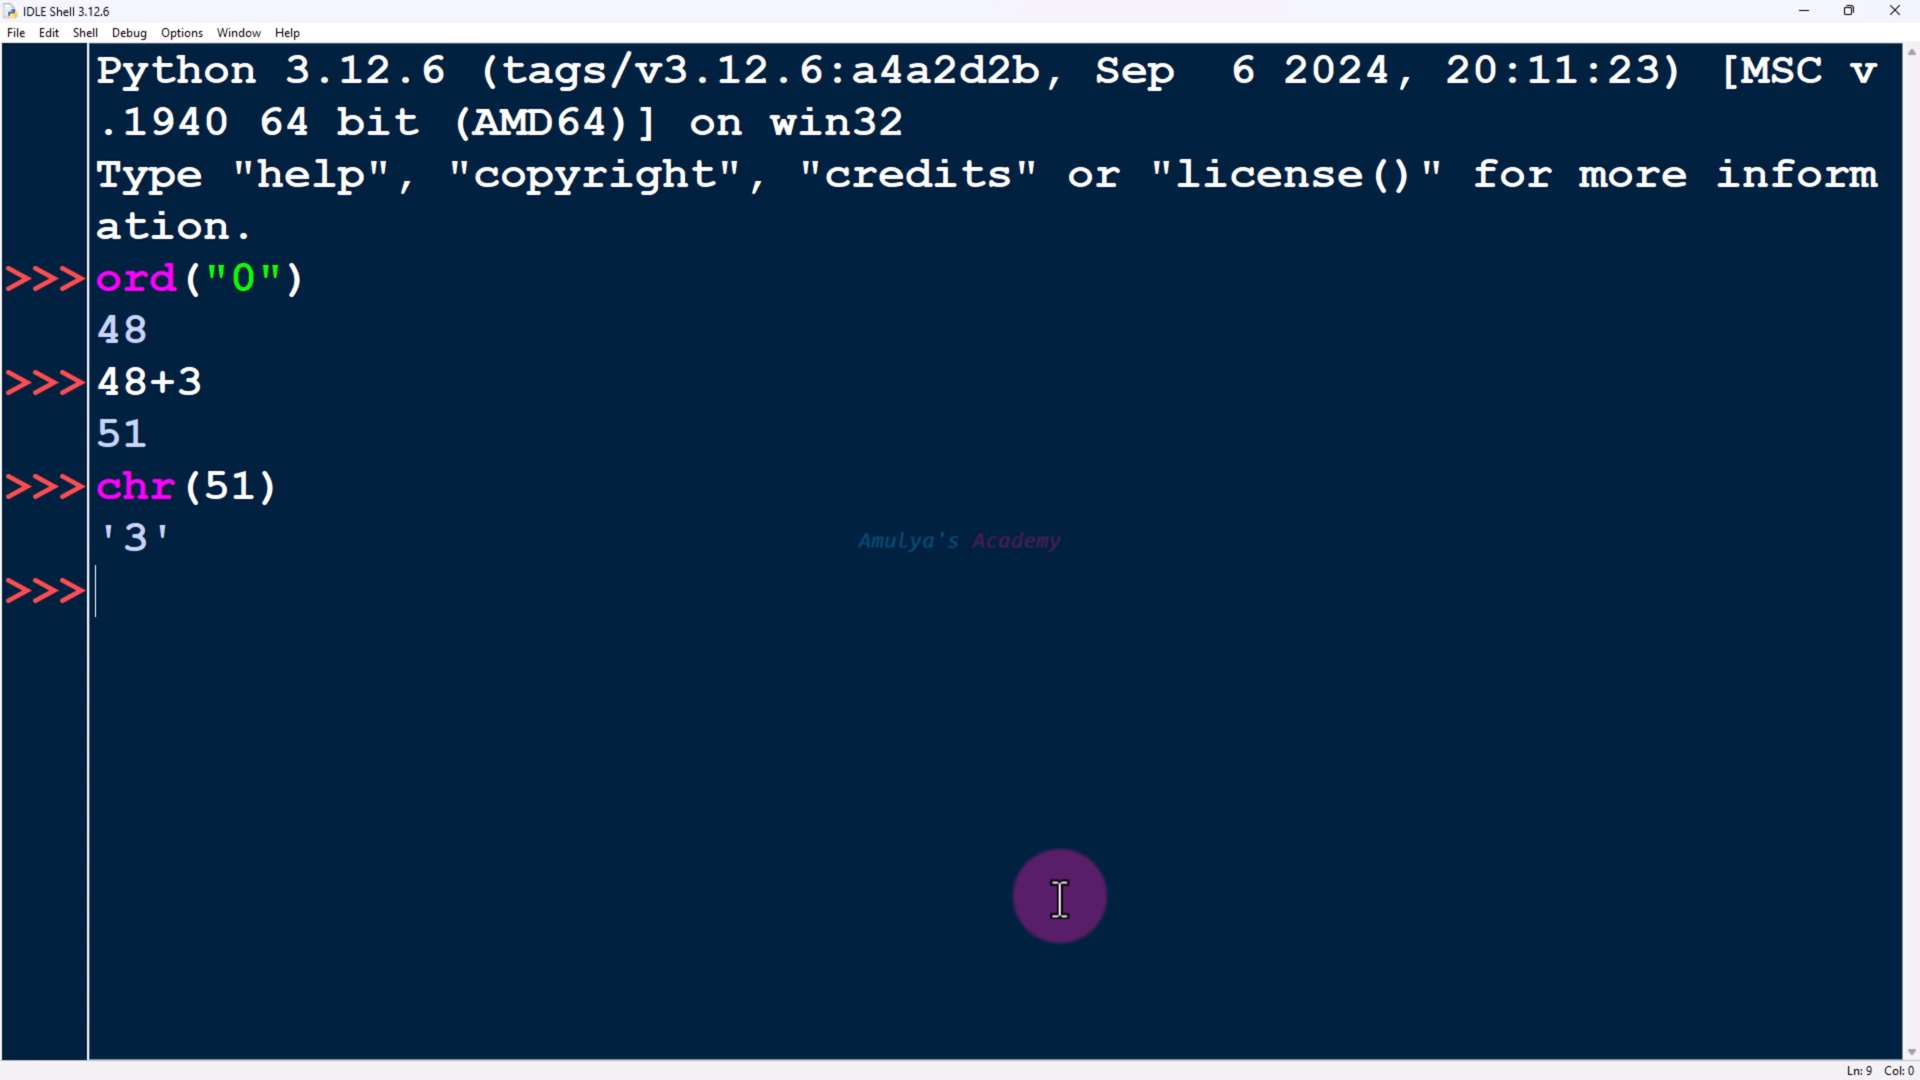 IDLE Shell 3.12.6
File Edit Shell Debug Options Window Help
Python 3.12.6 (tags/v3.12.6:a4a2d2b, Sep  6 2024, 20:11:23) [MSC v
.1940 64 bit (AMD64)] on win32
Type "help", "copyright", "credits" or "license()" for more inform
ation.
>>> ord("0")
48
>>> 48+3
51
>>> chr(51)
'3'
Amulya's Academy
>>>
Ln: 9 Col: 0